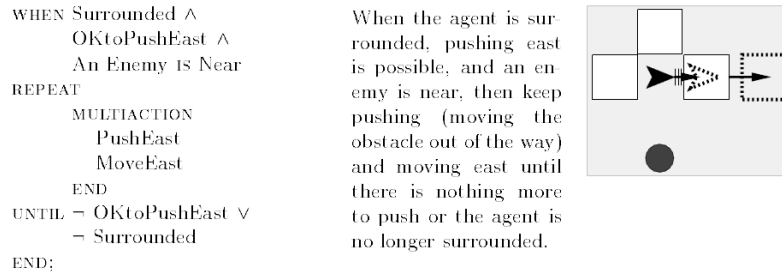 WHEN Surrounded ∧
OKtoPushEast ∧
An Enemy IS Near
REPEAT
MULTIACTION
PushEast
MoveEast
END
UNTIL ¬ OKtoPushEast ∨
¬ Surrounded
END;
When the agent is sur-
rounded, pushing east
is possible, and an en-
emy is near, then keep
pushing (moving the
obstacle out of the way)
and moving east until
there is nothing more
to push or the agent is
no longer surrounded.